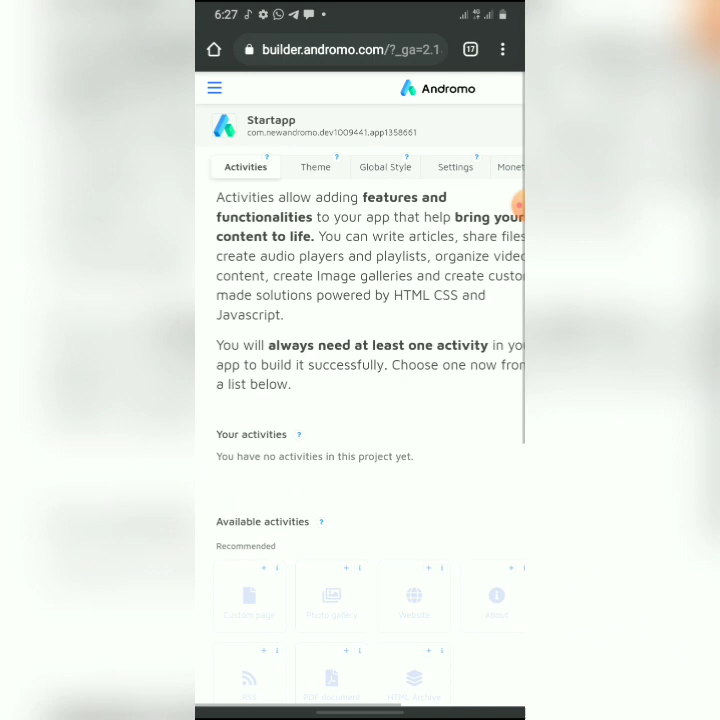 6:27
4G
builder.andromo.com/?_ga=2.1
17
Andromo
Startapp
com.newandromo.dev1009441.app1358661
? ? ? ?
Activities Theme Global Style Settings Monet
Activities allow adding features and
functionalities to your app that help bring your
content to life. You can write articles, share files
create audio players and playlists, organize video
content, create Image galleries and create custo
made solutions powered by HTML CSS and
Javascript.
You will always need at least one activity in yo
app to build it successfully. Choose one now from
a list below.
Your activities ?
You have no activities in this project yet.
Available activities ?
Recommended
Custom page Photo gallery Website About
RSS PDF document HTML Archive